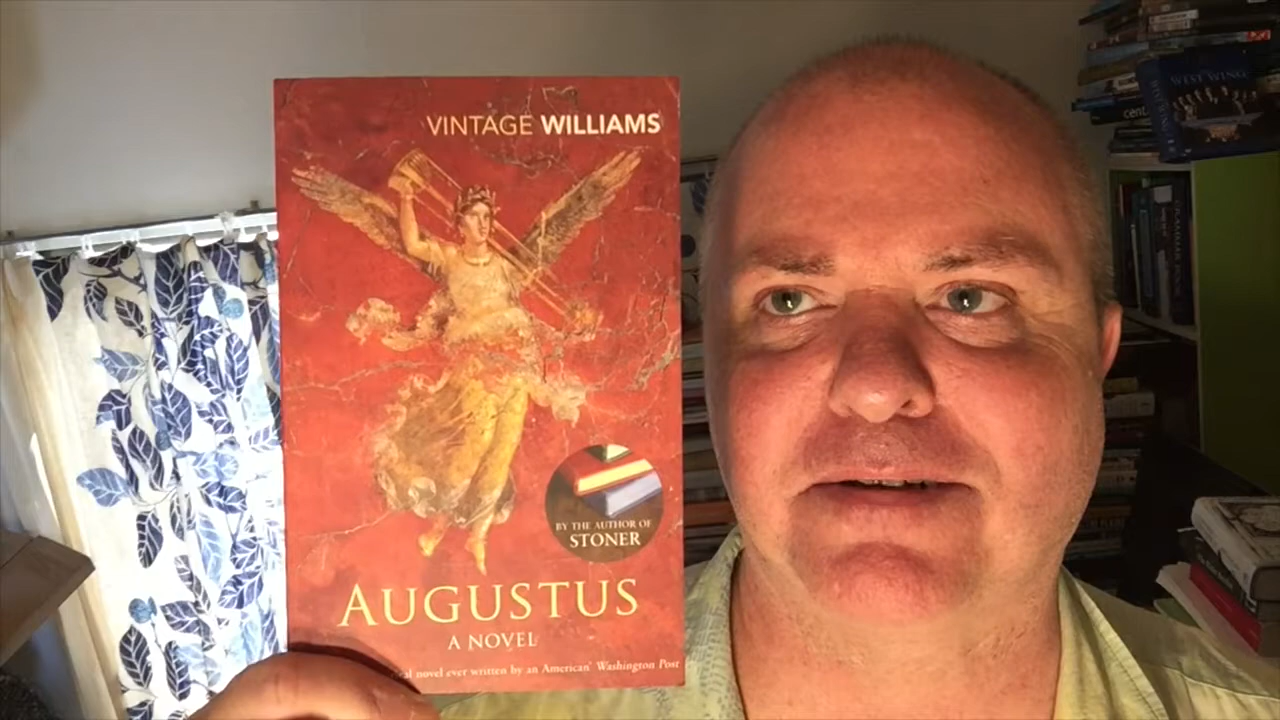 VINTAGE WILLIAMS
BY THE AUTHOR OF
STONER
AUGUSTUS
A NOVEL
novel ever written by an American' Washington Post
WEST WING